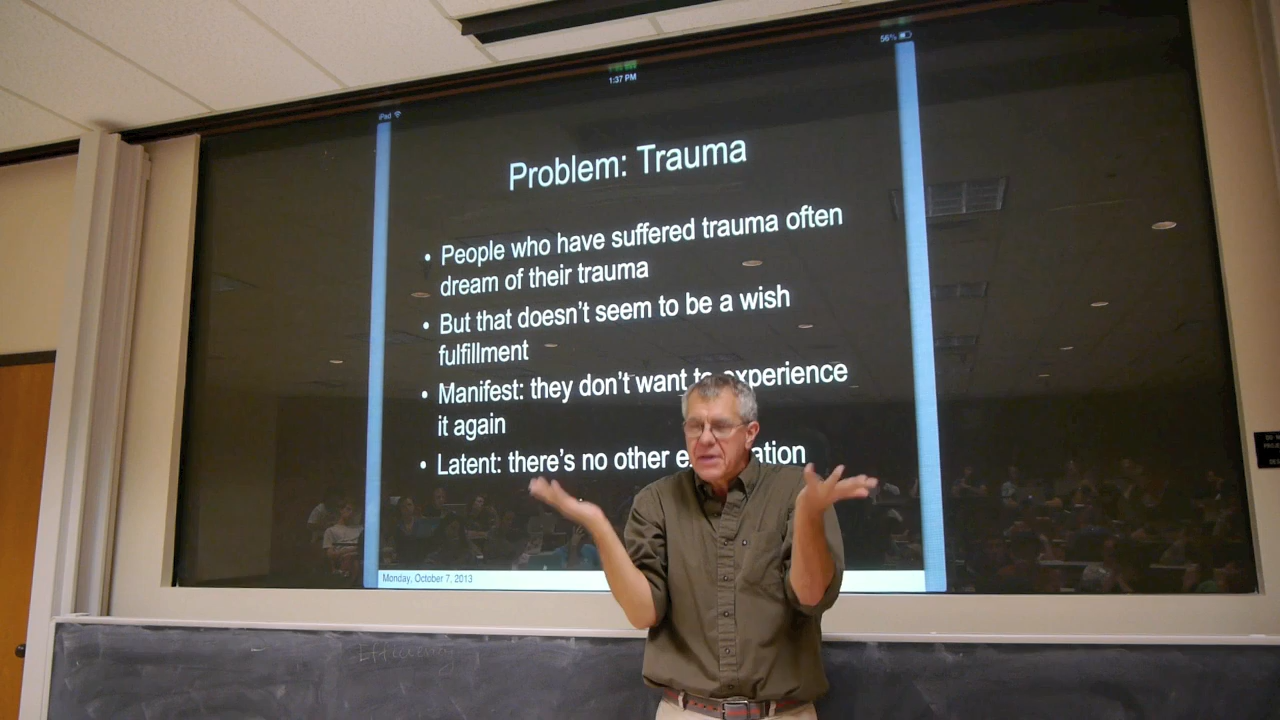 iPad
1:37 PM
56%
Problem: Trauma
• People who have suffered trauma often
dream of their trauma
• But that doesn't seem to be a wish
fulfillment
• Manifest: they don't want to experience
it again
• Latent: there's no other
Monday, October 7, 2013
Efficiency